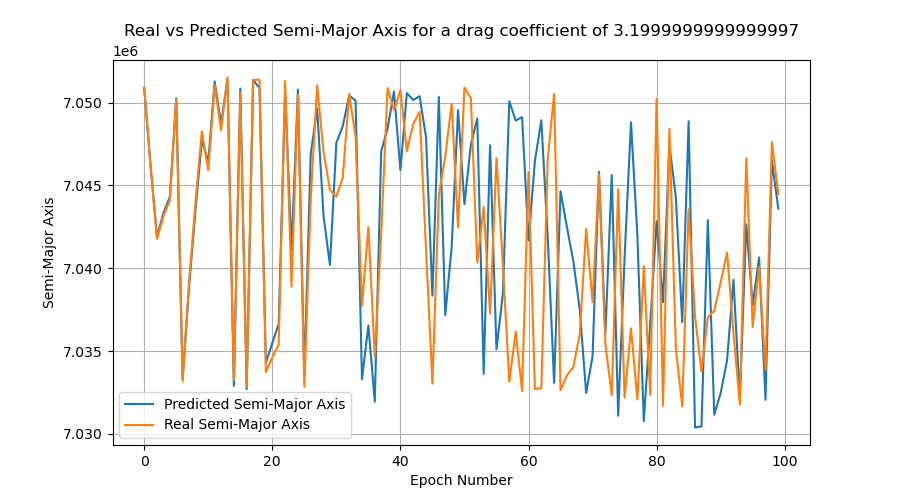 Real vs Predicted Semi-Major Axis for a drag coefficient of 3.1999999999999997
1e6
7.050
7.045
7.040
7.035
7.030
Semi-Major Axis
Predicted Semi-Major Axis
Real Semi-Major Axis
0 20 40 60 80 100
Epoch Number